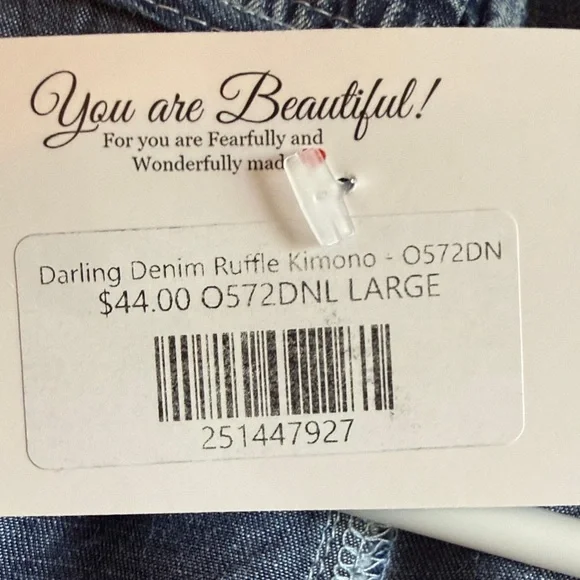 You are Beautiful!
For you are Fearfully and
Wonderfully mad
Darling Denim Ruffle Kimono - O572DN
$44.00 O572DNL LARGE
251447927